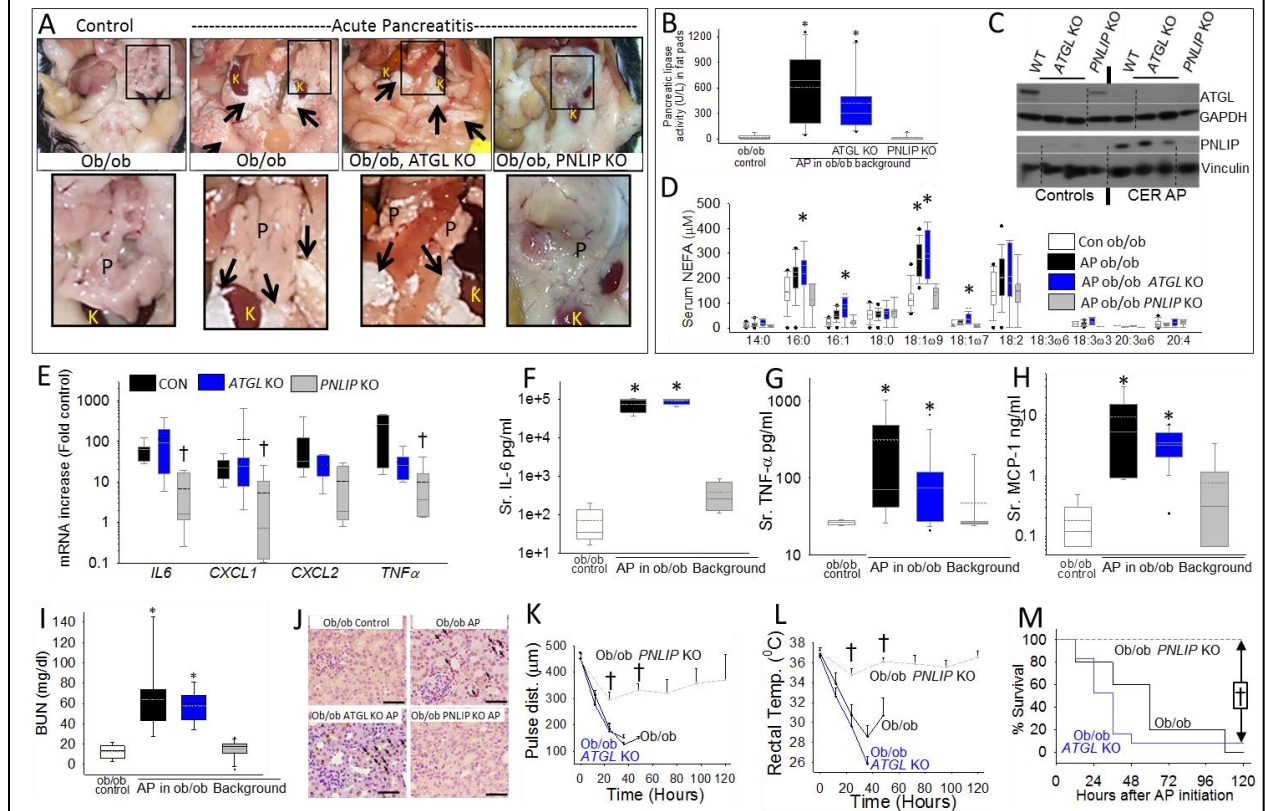 A
Control
Acute Pancreatitis
K
K
K
K
K
Ob/ob
Ob/ob
Ob/ob, ATGL KO
Ob/ob, PNLIP KO
P
K
P
K
P
K
P
K
B
Pancreatic lipase
activity (U/L) in fat pads
1200
900
600
300
0
*
*
ob/ob
control
ATGL KO
PNLIP KO
AP in ob/ob background
C
WT
ATGL KO
PNLIP KO
WT
ATGL KO
PNLIP KO
ATGL
GAPDH
PNLIP
Vinculin
Controls
CER AP
D
Serum NEFA (μM)
500
400
300
200
100
0
*
*
*
*
*
14:0
16:0
16:1
18:0
18:1ω9
18:1ω7
18:2
18:3ω6
18:3ω3
20:3ω6
20:4
Con ob/ob
AP ob/ob
AP ob/ob ATGL KO
AP ob/ob PNLIP KO
E
CON
ATGL KO
PNLIP KO
mRNA increase (Fold control)
1000
100
10
1
0.1
†
†
†
IL6
CXCL1
CXCL2
TNFα
F
Sr. IL-6 pg/ml
1e+5
1e+4
1e+3
1e+2
1e+1
*
*
ob/ob
control
AP in ob/ob Background
G
Sr. TNF-α pg/ml
1000
100
10
*
*
ob/ob
control
AP in ob/ob Background
H
Sr. MCP-1 ng/ml
10
1
0.1
*
*
ob/ob
control
AP in ob/ob Background
I
BUN (mg/dl)
140
120
100
80
60
40
20
0
*
*
ob/ob
control
AP in ob/ob Background
J
Ob/ob Control
Ob/ob AP
Ob/ob ATGL KO AP
Ob/ob PNLIP KO AP
K
Pulse dist. (μm)
500
400
300
200
100
Ob/ob PNLIP KO
†
†
Ob/ob
Ob/ob
ATGL KO
0 20 40 60 80 100 120
Time (Hours)
L
Rectal Temp. (⁰C)
38
36
34
32
30
28
26
†
†
Ob/ob PNLIP KO
Ob/ob
Ob/ob
ATGL KO
0 20 40 60 80 100 120
Time (Hours)
M
% Survival
100
80
60
40
20
0
Ob/ob PNLIP KO
†
Ob/ob
Ob/ob
ATGL KO
0 24 48 72 96 120
Hours after AP initiation